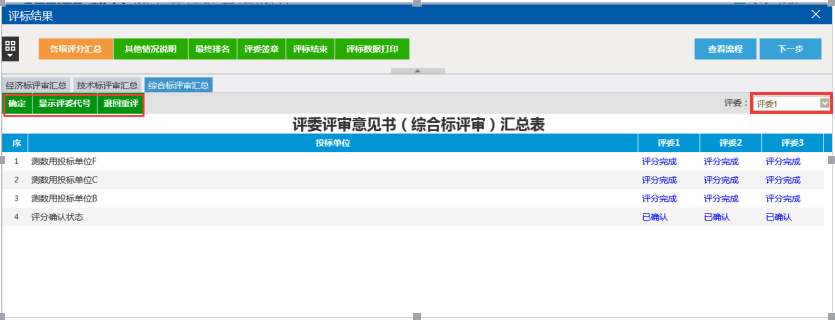 评标结果
各项评分汇总 其他情况说明 最终排名 评委签章 评标结束 评标数据打印 查看流程 下一步
经济标评审汇总 技术标评审汇总 综合标评审汇总
确定 显示评委代号 退回重评 评委： 评委1
评委评审意见书（综合标评审）汇总表
序 投标单位 评委1 评委2 评委3
1 测数用投标单位F 评分完成 评分完成 评分完成
2 测数用投标单位C 评分完成 评分完成 评分完成
3 测数用投标单位B 评分完成 评分完成 评分完成
4 评分确认状态 已确认 已确认 已确认